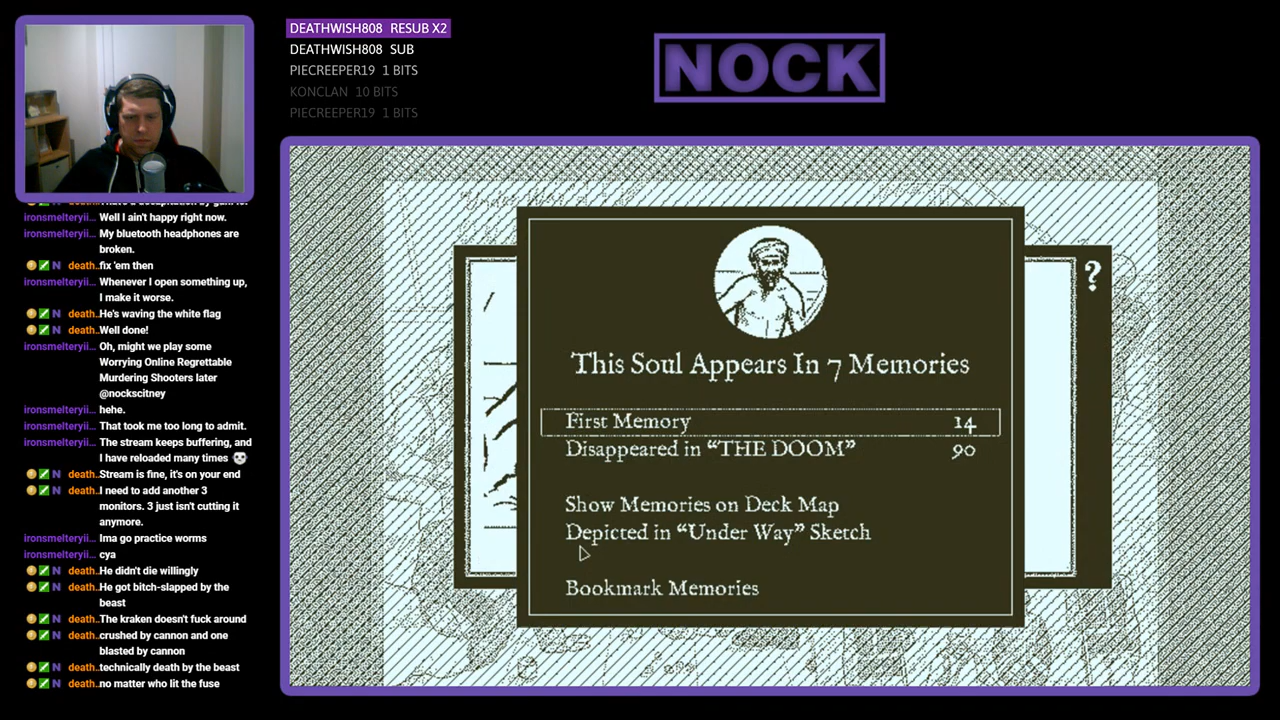 DEATHWISH808 RESUB X2
DEATHWISH808 SUB
PIECREEPER19 1 BITS
KONCLAN 10 BITS
PIECREEPER19 1 BITS
NOCK
ironsmelteryii... Well I ain't happy right now.
ironsmelteryii... My bluetooth headphones are
broken.
death.. fix 'em then
ironsmelteryii... Whenever I open something up,
I make it worse.
death.. He's waving the white flag
death.. Well done!
ironsmelteryii... Oh, might we play some
Worrying Online Regrettable
Murdering Shooters later
@nockscitney
ironsmelteryii... hehe.
ironsmelteryii... That took me too long to admit.
ironsmelteryii... The stream keeps buffering, and
I have reloaded many times
death.. Stream is fine, it's on your end
death.. I need to add another 3
monitors. 3 just isn't cutting it
anymore.
ironsmelteryii... Ima go practice worms
ironsmelteryii... cya
death.. He didn't die willingly
death.. He got bitch-slapped by the
beast
death.. The kraken doesn't fuck around
death.. crushed by cannon and one
blasted by cannon
death.. technically death by the beast
death.. no matter who lit the fuse
?
This Soul Appears In 7 Memories
First Memory 14
Disappeared in “THE DOOM” 90
Show Memories on Deck Map
Depicted in “Under Way” Sketch
Bookmark Memories